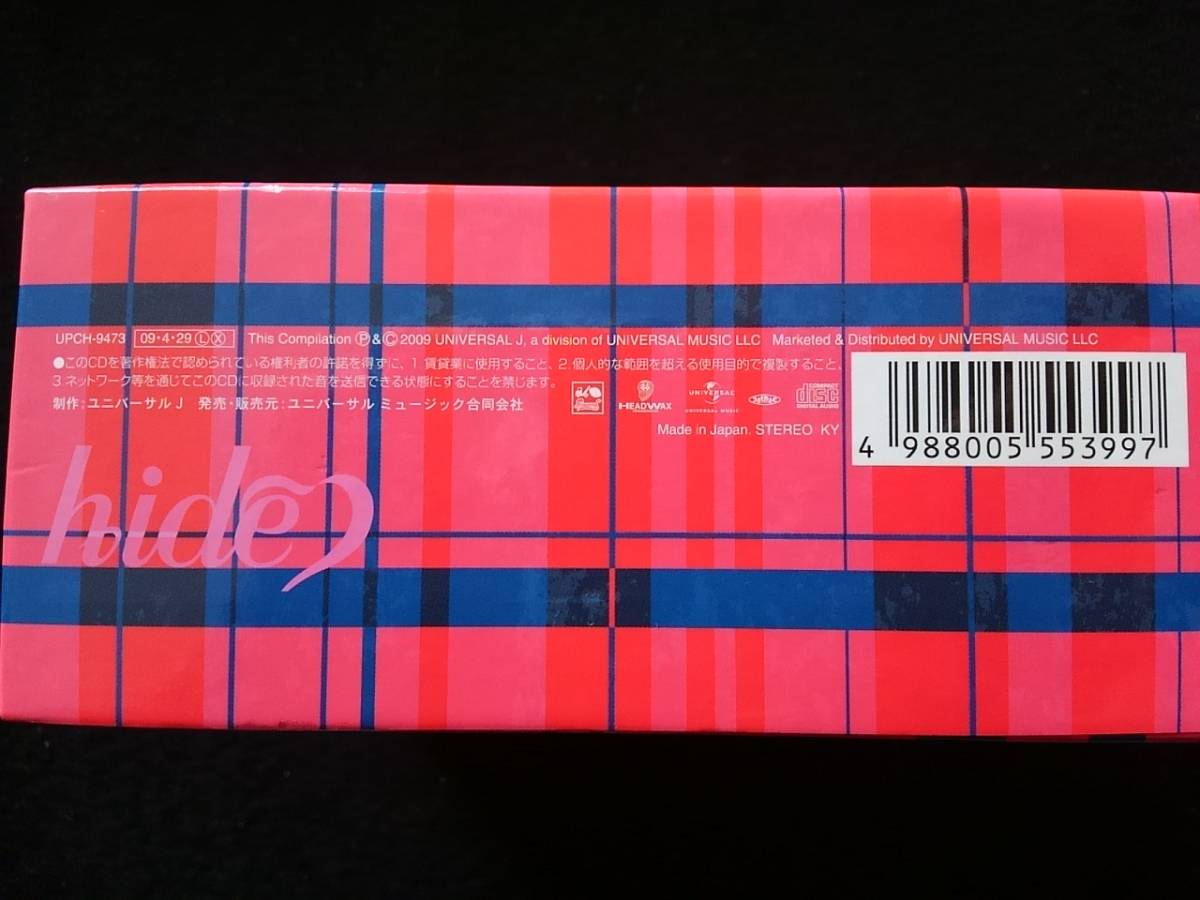 UPCH-9473 09・4・29ⓁⓍ This Compilation Ⓟ&Ⓒ 2009 UNIVERSAL J, a division of UNIVERSAL MUSIC LLC Marketed & Distributed by UNIVERSAL MUSIC LLC
●このCDを著作権法で認められている権利者の許諾を得ずに、1 賃貸業に使用すること、2. 個人的な範囲を超える使用目的で複製すること、
3 ネットワーク等を通じてこのCDに収録された音を送信できる状態にすることを禁じます。
制作：ユニバーサル J 発売・販売元：ユニバーサル ミュージック合同会社
HEADWAX
UNIVERSAL
UNIVERSAL MUSIC
COMPACT
disc
DIGITAL AUDIO
Made in Japan. STEREO KY
4 988005 553997
hide